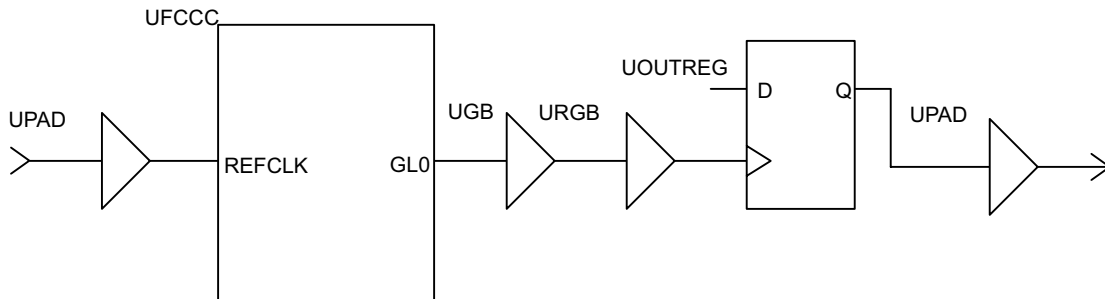 UFCCC
UOUTREG
D
Q
UPAD
UGB
URGB
UPAD
REFCLK
GL0